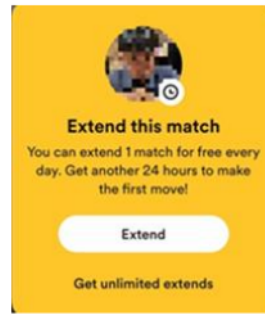 Extend this match
You can extend 1 match for free every
day. Get another 24 hours to make
the first move!
Extend
Get unlimited extends